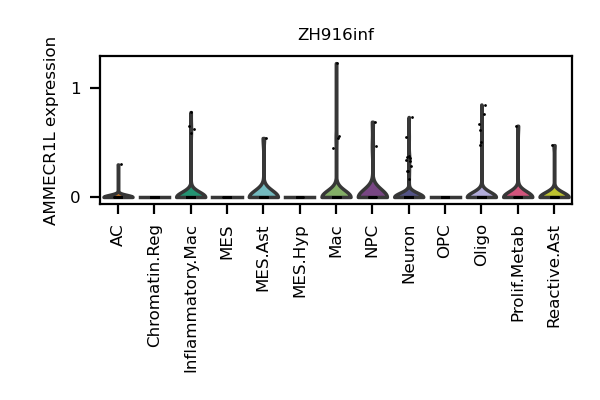 ZH916inf
AMMECR1L expression
1
0
AC
Chromatin.Reg
Inflammatory.Mac
MES
MES.Ast
MES.Hyp
Mac
NPC
Neuron
OPC
Oligo
Prolif.Metab
Reactive.Ast